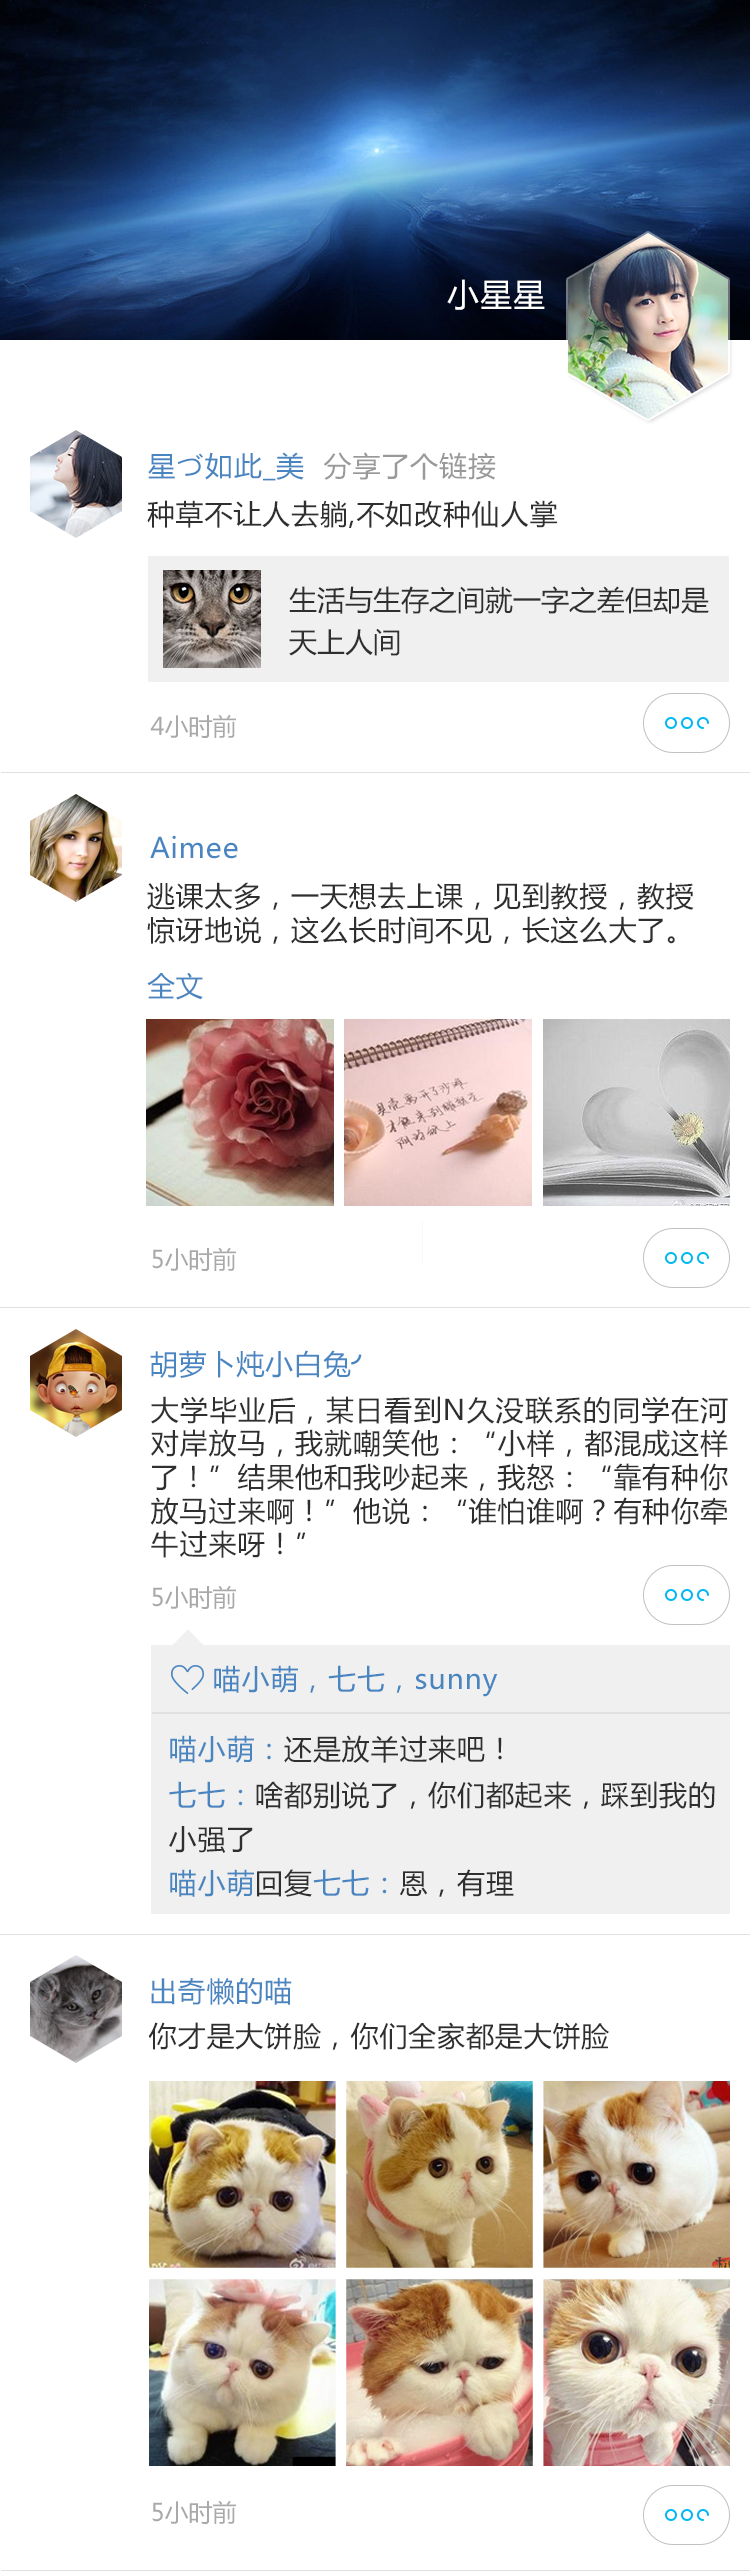 小星星
星づ如此_美 分享了个链接
种草不让人去躺,不如改种仙人掌
生活与生存之间就一字之差但却是
天上人间
4小时前
Aimee
逃课太多，一天想去上课，见到教授，教授
惊讶地说，这么长时间不见，长这么大了。
全文
贝壳离开了沙滩
5小时前
胡萝卜炖小白兔╯
大学毕业后，某日看到N久没联系的同学在河
对岸放马，我就嘲笑他：“小样，都混成这样
了！”结果他和我吵起来，我怒：“靠有种你
放马过来啊！”他说：“谁怕谁啊？有种你牵
牛过来呀！”
5小时前
喵小萌，七七，sunny
喵小萌：还是放羊过来吧！
七七：啥都别说了，你们都起来，踩到我的
小强了
喵小萌回复七七：恩，有理
出奇懒的喵
你才是大饼脸，你们全家都是大饼脸
5小时前